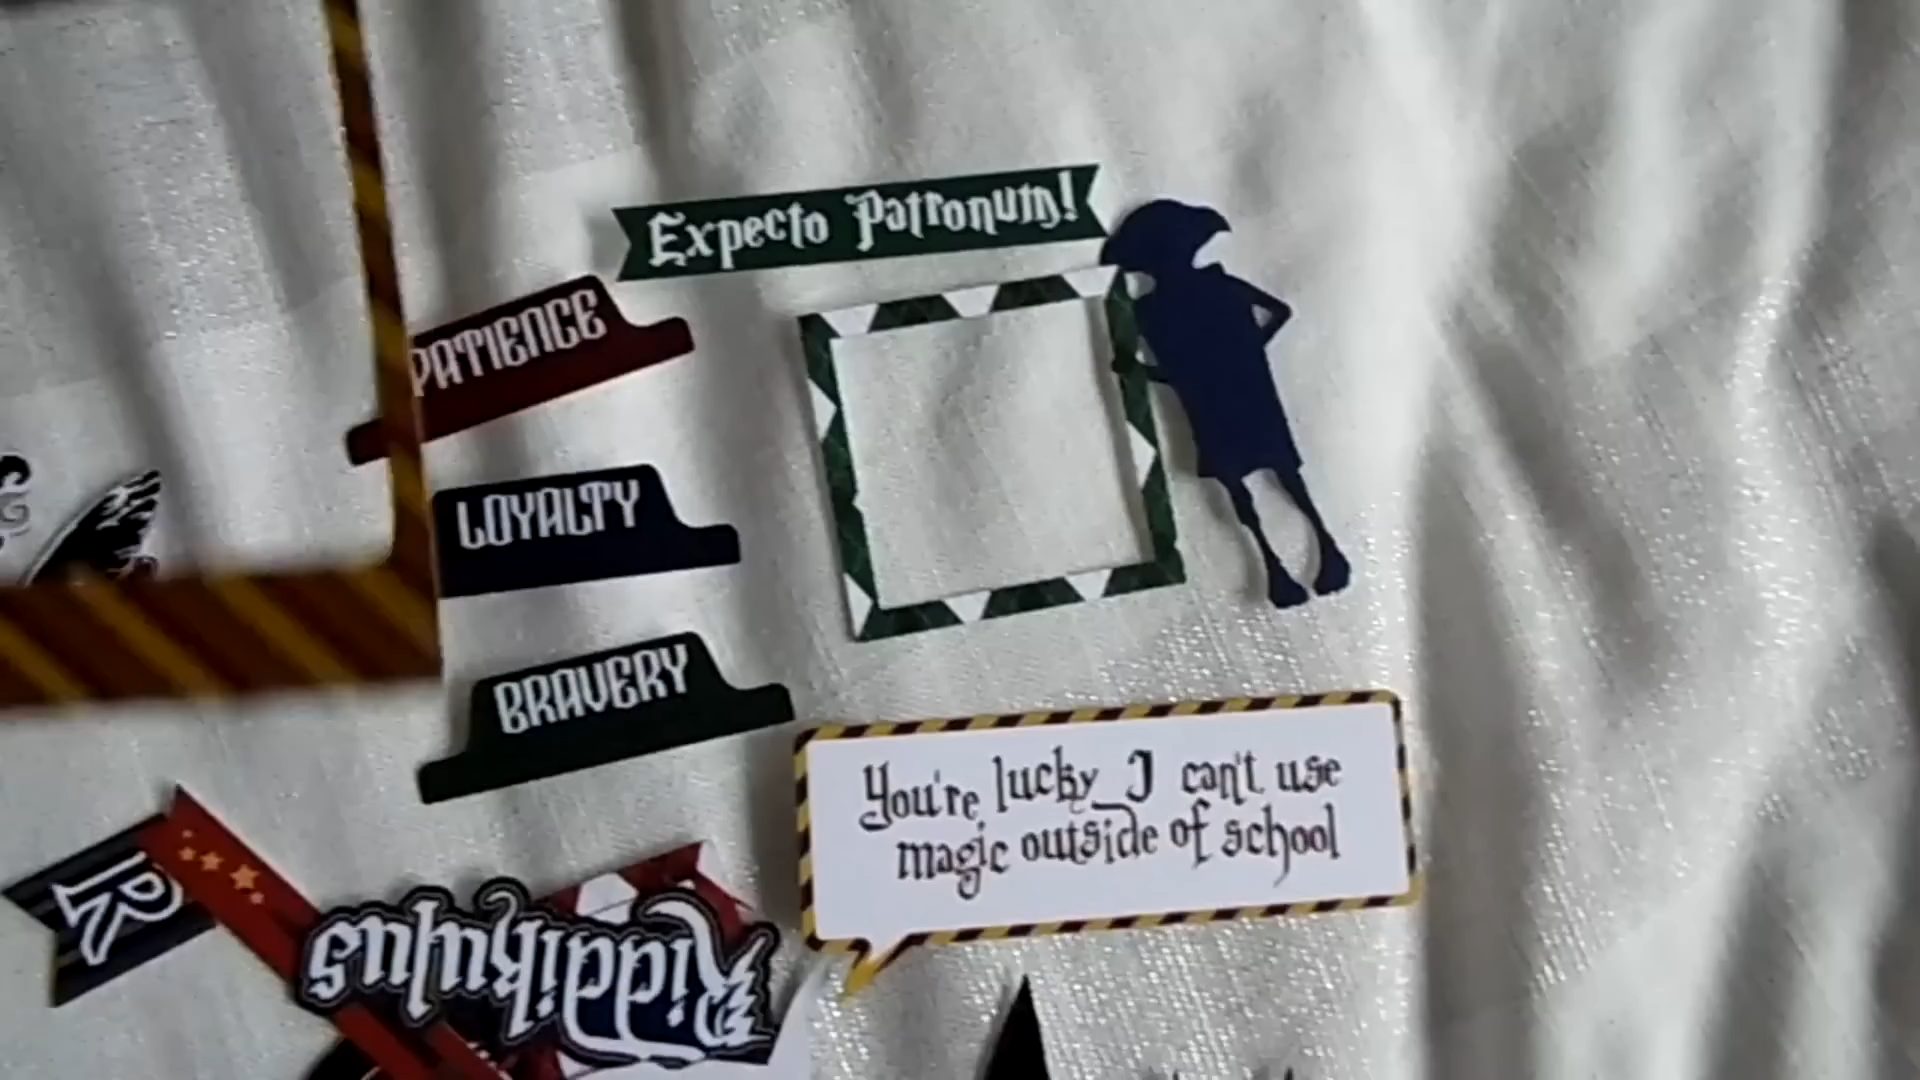 Expecto Patronum!
PATIENCE
LOYALTY
BRAVERY
You're lucky I can't use
magic outside of school
R
Riddikulus